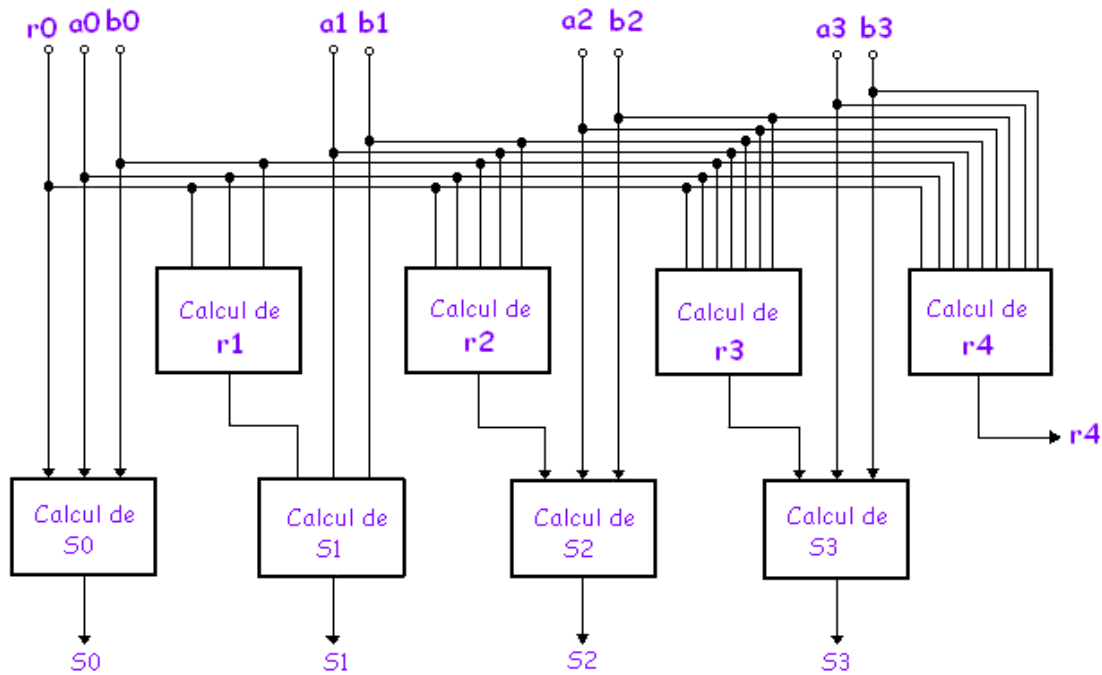 r0 a0 b0 a1 b1 a2 b2 a3 b3
Calcul de
r1
Calcul de
r2
Calcul de
r3
Calcul de
r4
r4
Calcul de
S0
Calcul de
S1
Calcul de
S2
Calcul de
S3
S0 S1 S2 S3